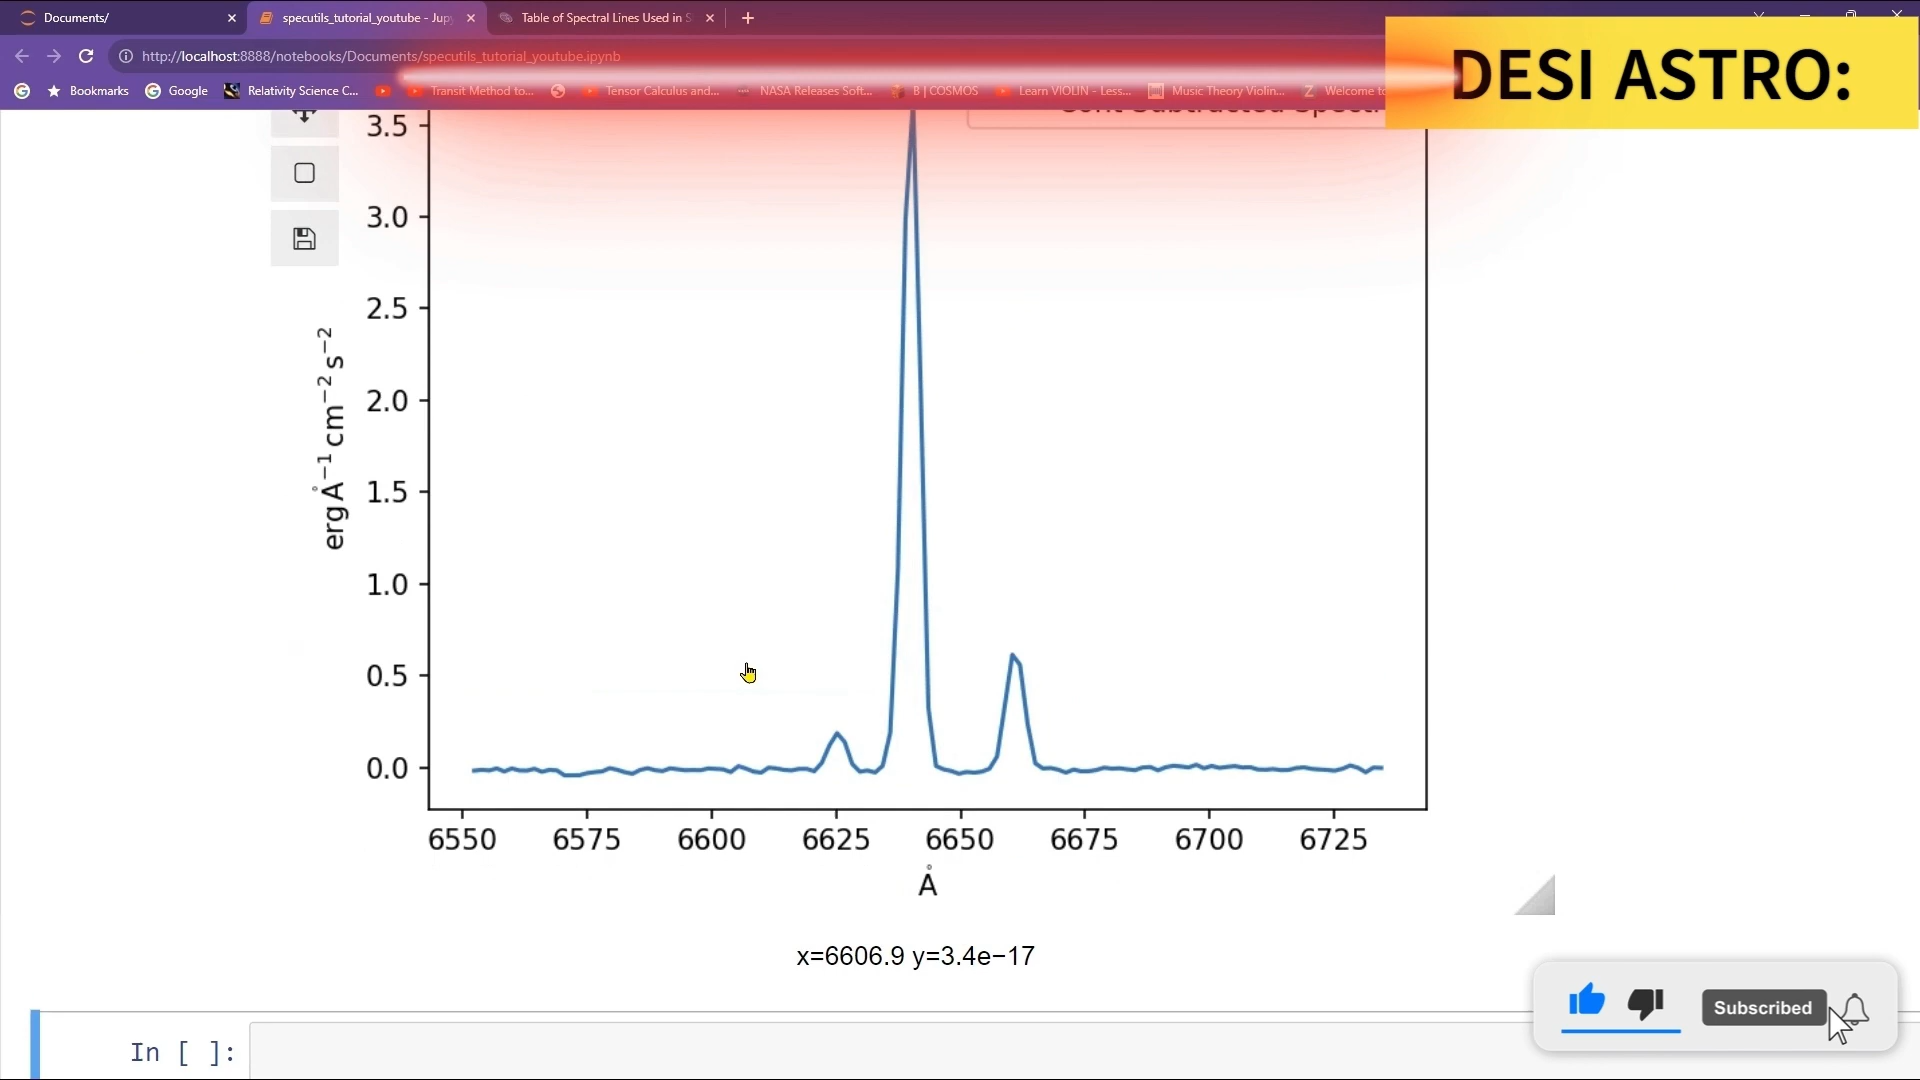 Documents/
specutils_tutorial_youtube - Jup
Table of Spectral Lines Used in S
http://localhost:8888/notebooks/Documents/specutils_tutorial_youtube.ipynb
Bookmarks
Google
Relativity Science C...
Transit Method to...
Tensor Calculus and...
NASA Releases Soft...
B | COSMOS
Learn VIOLIN - Less...
Music Theory Violin...
Welcome to
DESI ASTRO:
3.5
3.0
2.5
2.0
1.5
1.0
0.5
0.0
erg Å⁻¹ cm⁻² s⁻²
6550 6575 6600 6625 6650 6675 6700 6725
Å
x=6606.9 y=3.4e−17
Subscribed
In [ ]: